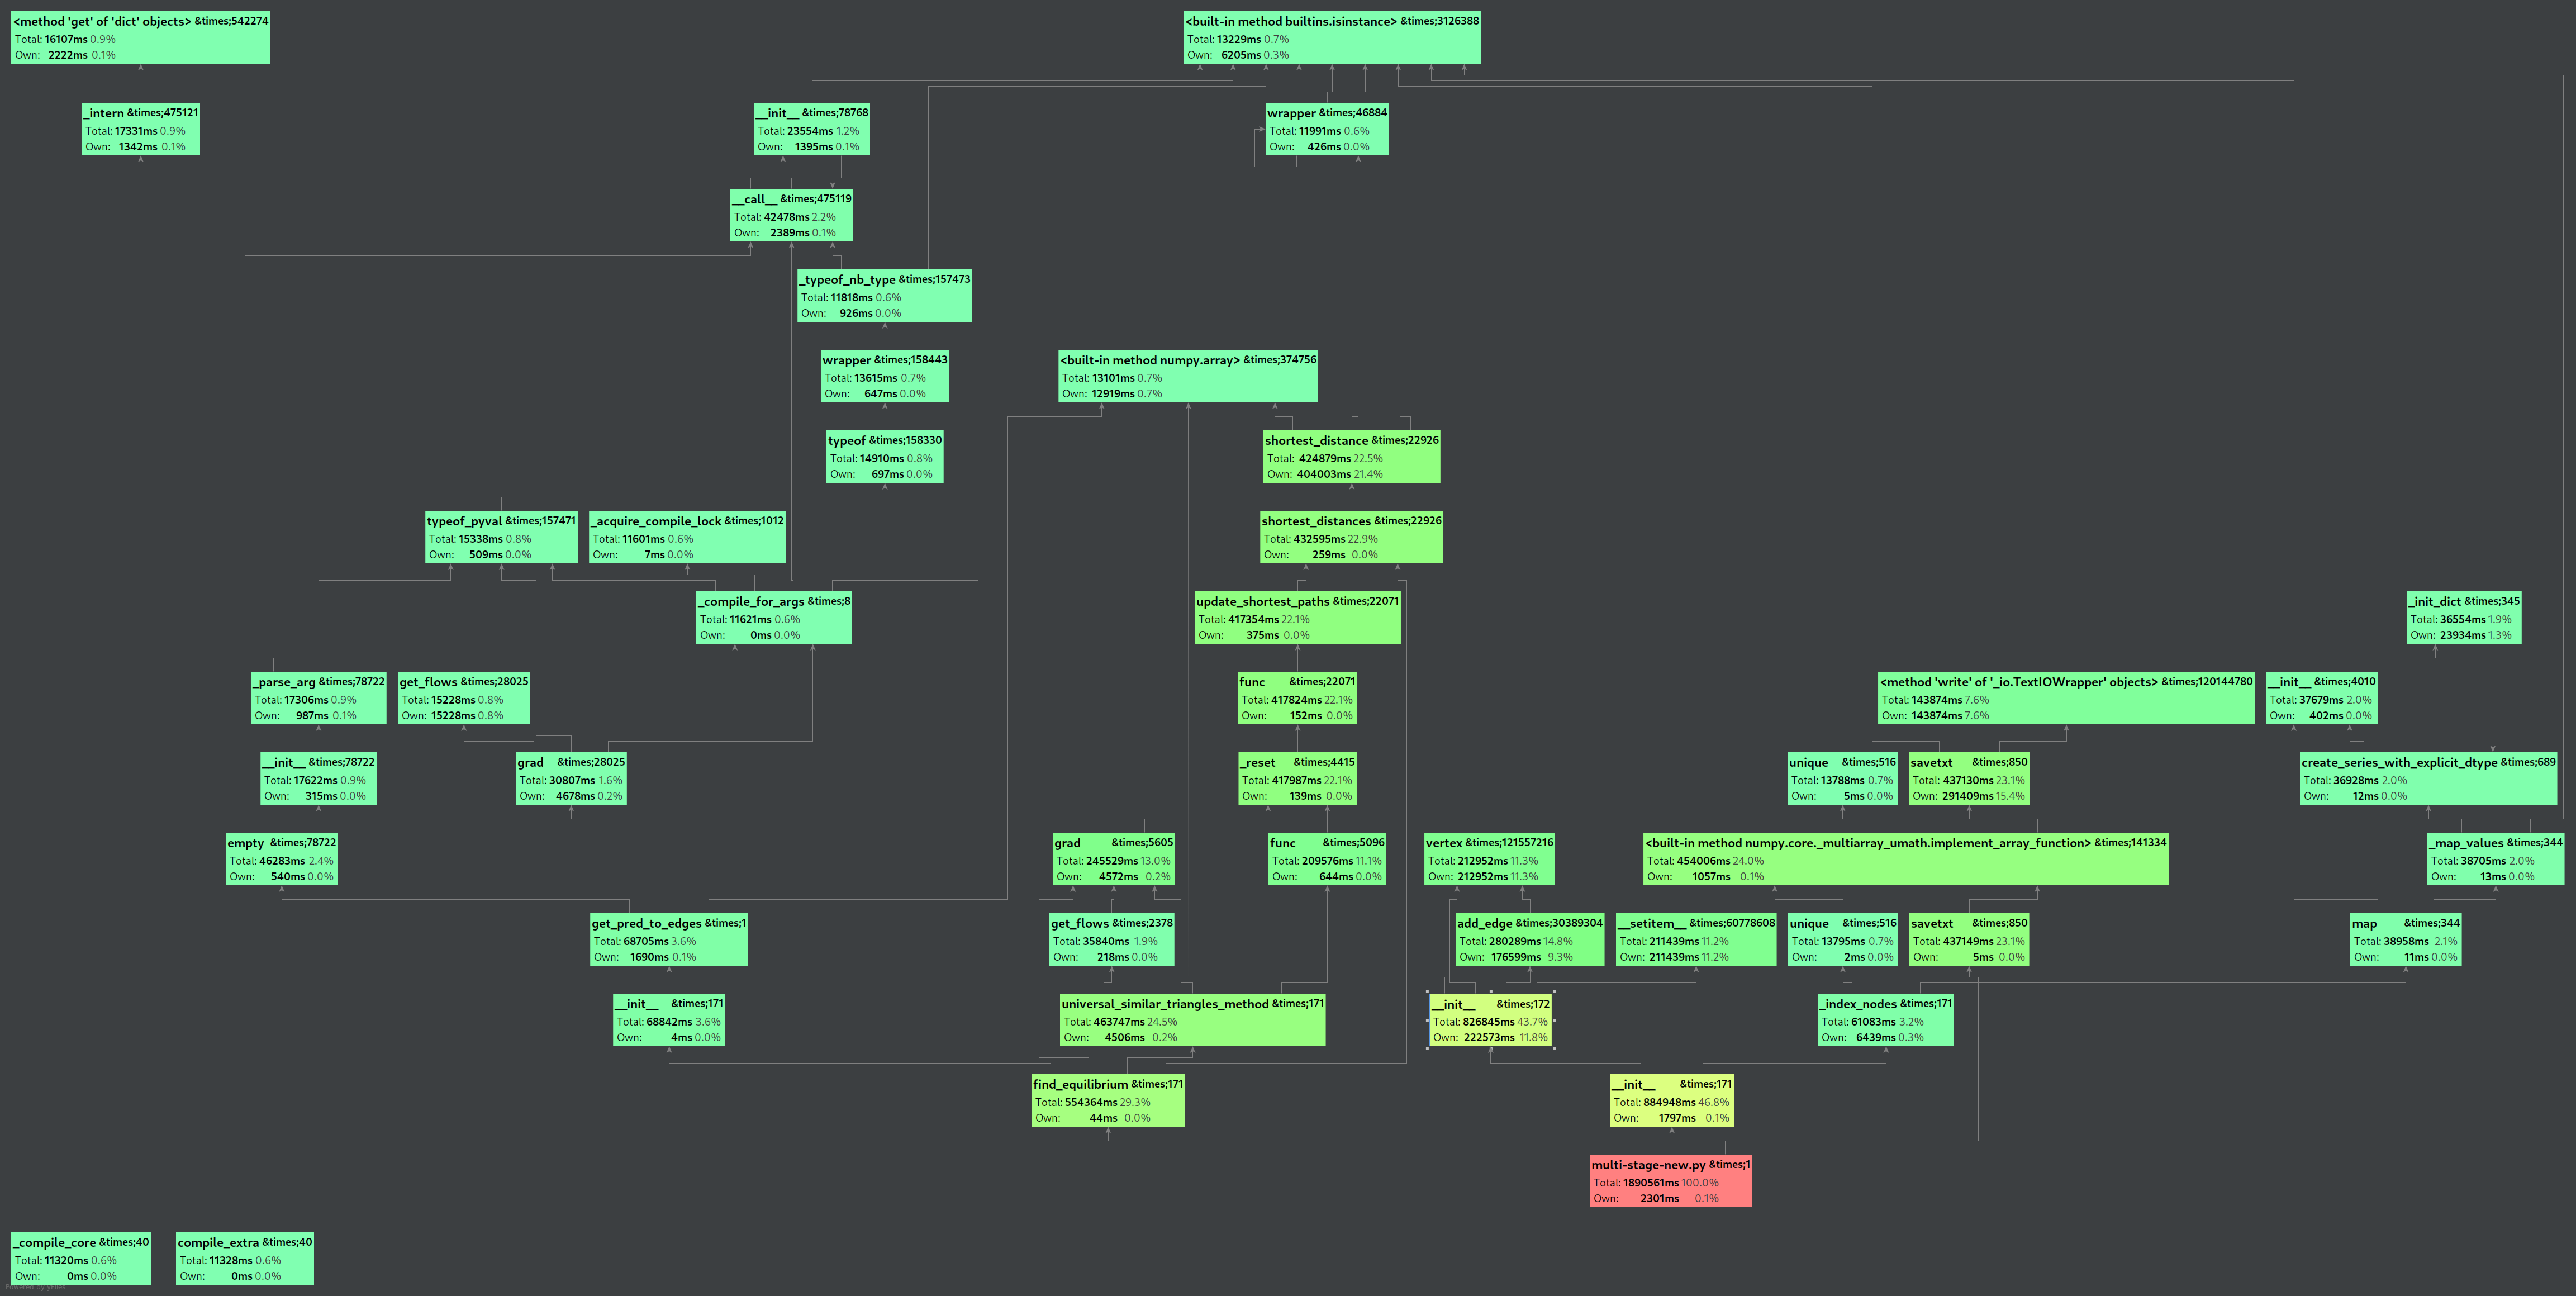 <method 'get' of 'dict' objects> &times;542274
Total: 16107ms 0.9%
Own: 2222ms 0.1%
<built-in method builtins.isinstance> &times;3126388
Total: 13229ms 0.7%
Own: 6205ms 0.3%
_intern &times;475121
Total: 17331ms 0.9%
Own: 1342ms 0.1%
__init__ &times;78768
Total: 23554ms 1.2%
Own: 1395ms 0.1%
wrapper &times;46884
Total: 11991ms 0.6%
Own: 426ms 0.0%
__call__ &times;475119
Total: 42478ms 2.2%
Own: 2389ms 0.1%
_typeof_nb_type &times;157473
Total: 11818ms 0.6%
Own: 926ms 0.0%
wrapper &times;158443
Total: 13615ms 0.7%
Own: 647ms 0.0%
<built-in method numpy.array> &times;374756
Total: 13101ms 0.7%
Own: 12919ms 0.7%
typeof &times;158330
Total: 14910ms 0.8%
Own: 697ms 0.0%
shortest_distance &times;22926
Total: 424879ms 22.5%
Own: 404003ms 21.4%
typeof_pyval &times;157471
Total: 15338ms 0.8%
Own: 509ms 0.0%
_acquire_compile_lock &times;1012
Total: 11601ms 0.6%
Own: 7ms 0.0%
shortest_distances &times;22926
Total: 432595ms 22.9%
Own: 259ms 0.0%
_compile_for_args &times;8
Total: 11621ms 0.6%
Own: 0ms 0.0%
update_shortest_paths &times;22071
Total: 417354ms 22.1%
Own: 375ms 0.0%
_init_dict &times;345
Total: 36554ms 1.9%
Own: 23934ms 1.3%
_parse_arg &times;78722
Total: 17306ms 0.9%
Own: 987ms 0.1%
get_flows &times;28025
Total: 15228ms 0.8%
Own: 15228ms 0.8%
func &times;22071
Total: 417824ms 22.1%
Own: 152ms 0.0%
<method 'write' of '_io.TextIOWrapper' objects> &times;120144780
Total: 143874ms 7.6%
Own: 143874ms 7.6%
__init__ &times;4010
Total: 37679ms 2.0%
Own: 402ms 0.0%
__init__ &times;78722
Total: 17622ms 0.9%
Own: 315ms 0.0%
grad &times;28025
Total: 30807ms 1.6%
Own: 4678ms 0.2%
_reset &times;4415
Total: 417987ms 22.1%
Own: 139ms 0.0%
unique &times;516
Total: 13788ms 0.7%
Own: 5ms 0.0%
savetxt &times;850
Total: 437130ms 23.1%
Own: 291409ms 15.4%
create_series_with_explicit_dtype &times;689
Total: 36928ms 2.0%
Own: 12ms 0.0%
empty &times;78722
Total: 46283ms 2.4%
Own: 540ms 0.0%
grad &times;5605
Total: 245529ms 13.0%
Own: 4572ms 0.2%
func &times;5096
Total: 209576ms 11.1%
Own: 644ms 0.0%
vertex &times;121557216
Total: 212952ms 11.3%
Own: 212952ms 11.3%
<built-in method numpy.core._multiarray_umath.implement_array_function> &times;141334
Total: 454006ms 24.0%
Own: 1057ms 0.1%
_map_values &times;344
Total: 38705ms 2.0%
Own: 13ms 0.0%
get_pred_to_edges &times;1
Total: 68705ms 3.6%
Own: 1690ms 0.1%
get_flows &times;2378
Total: 35840ms 1.9%
Own: 218ms 0.0%
add_edge &times;30389304
Total: 280289ms 14.8%
Own: 176599ms 9.3%
__setitem__ &times;60778608
Total: 211439ms 11.2%
Own: 211439ms 11.2%
unique &times;516
Total: 13795ms 0.7%
Own: 2ms 0.0%
savetxt &times;850
Total: 437149ms 23.1%
Own: 5ms 0.0%
map &times;344
Total: 38958ms 2.1%
Own: 11ms 0.0%
__init__ &times;171
Total: 68842ms 3.6%
Own: 4ms 0.0%
universal_similar_triangles_method &times;171
Total: 463747ms 24.5%
Own: 4506ms 0.2%
__init__ &times;172
Total: 826845ms 43.7%
Own: 222573ms 11.8%
_index_nodes &times;171
Total: 61083ms 3.2%
Own: 6439ms 0.3%
find_equilibrium &times;171
Total: 554364ms 29.3%
Own: 44ms 0.0%
__init__ &times;171
Total: 884948ms 46.8%
Own: 1797ms 0.1%
multi-stage-new.py &times;1
Total: 1890561ms 100.0%
Own: 2301ms 0.1%
_compile_core &times;40
Total: 11320ms 0.6%
Own: 0ms 0.0%
compile_extra &times;40
Total: 11328ms 0.6%
Own: 0ms 0.0%
Powered by yFiles